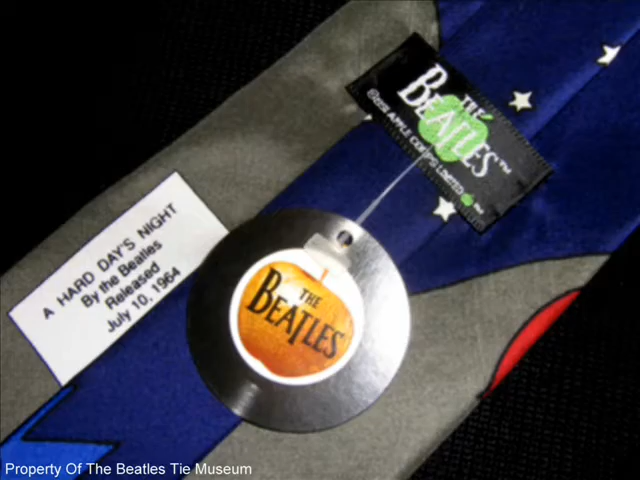 THE
BEATLES™
APPLE CORPS LIMITED
A HARD DAY'S NIGHT
By the Beatles
Released
July 10, 1964
THE
BEATLES
Property Of The Beatles Tie Museum